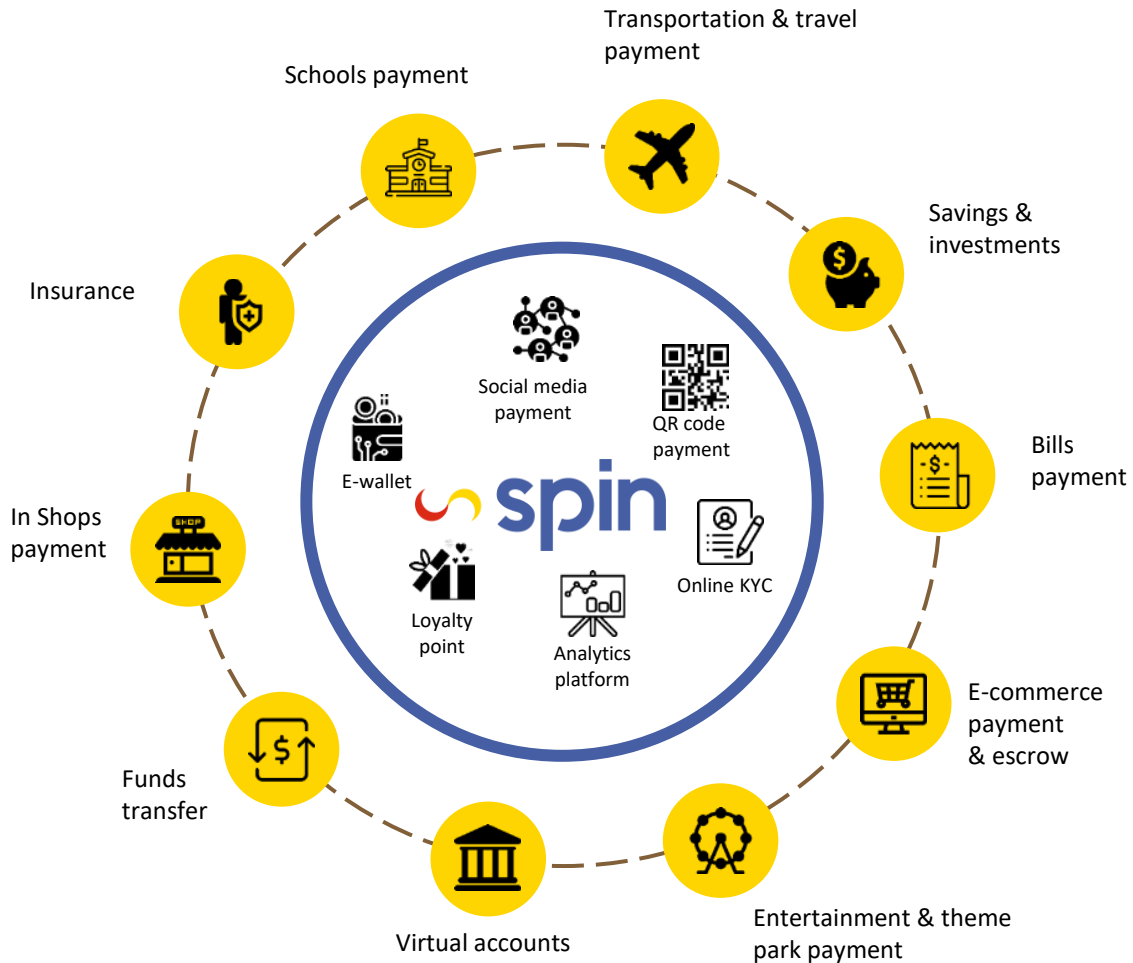 Transportation & travel
payment
Schools payment
Savings &
investments
Insurance
Social media
payment
QR code
payment
E-wallet
Bills
payment
spin
In Shops
payment
SHOP
Online KYC
Loyalty
point
Analytics
platform
E-commerce
payment
& escrow
Funds
transfer
Virtual accounts
Entertainment & theme
park payment